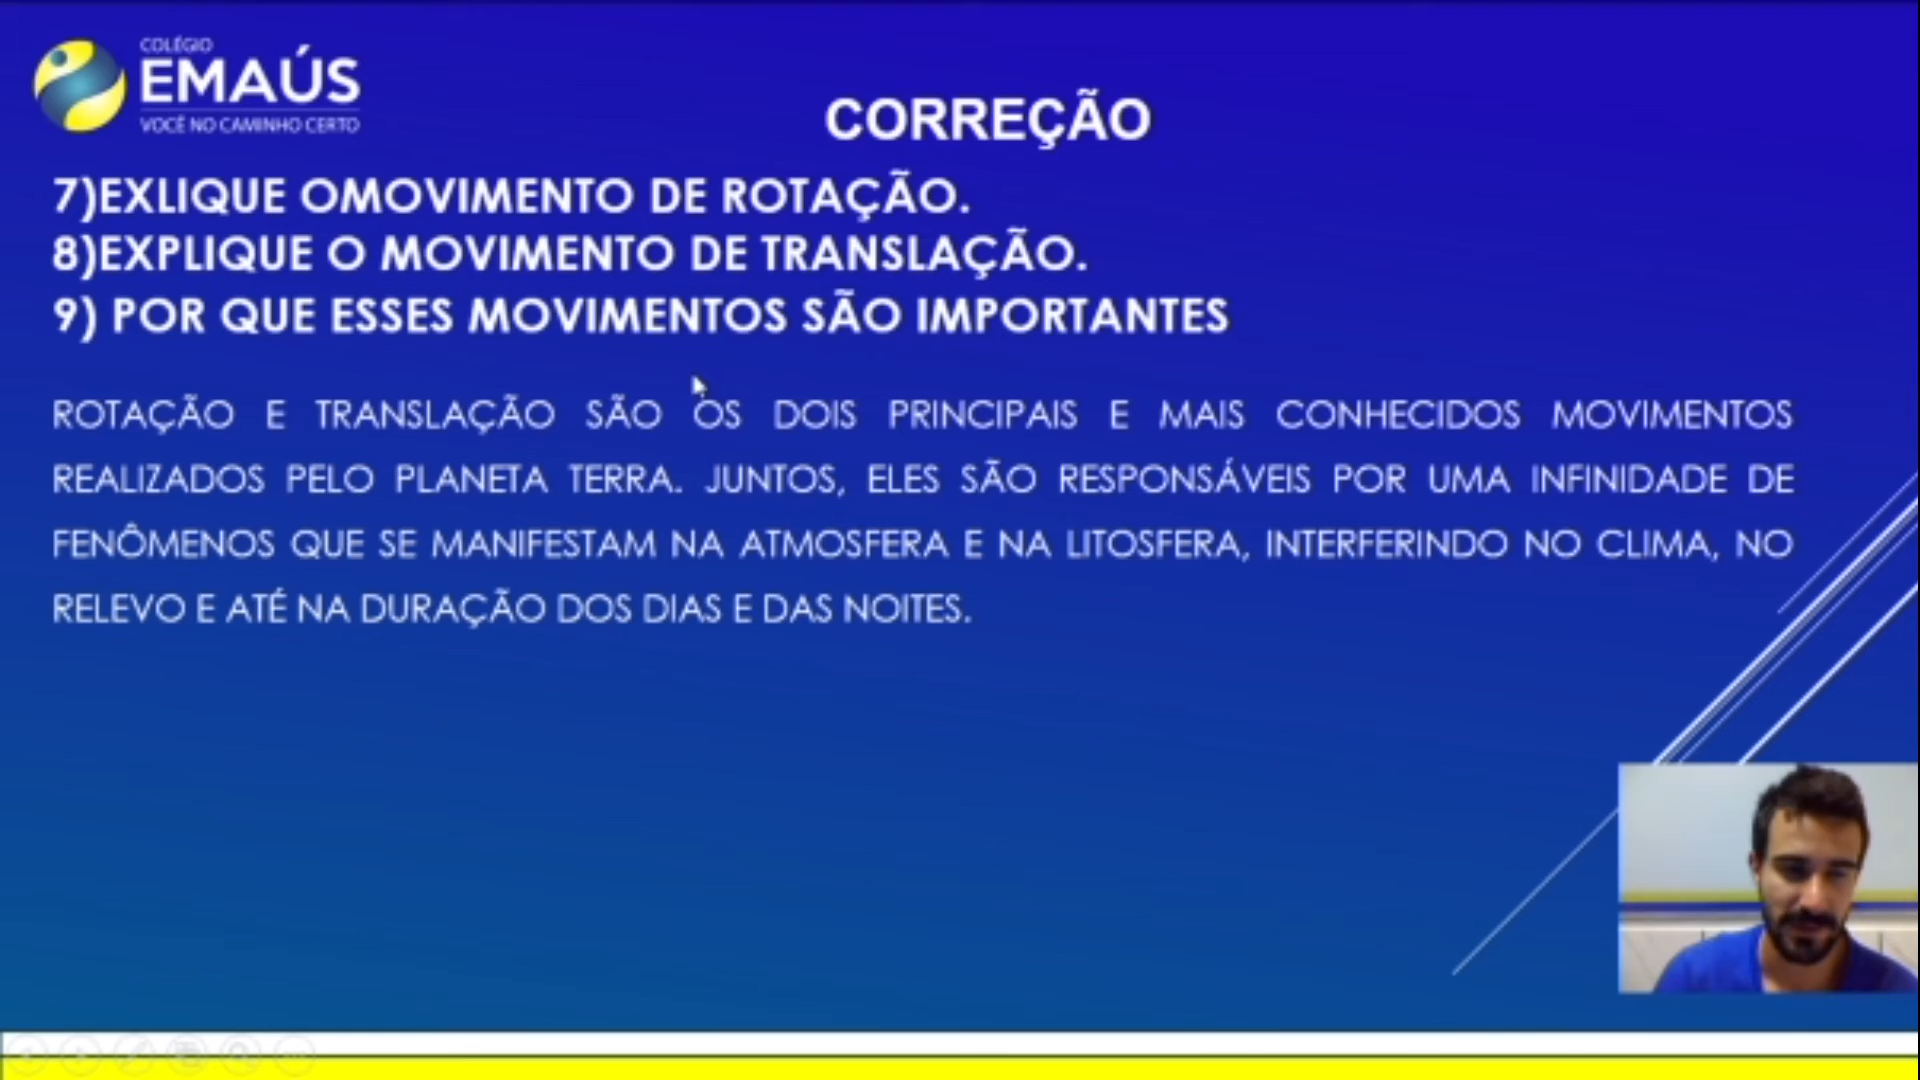 COLÉGIO
EMAÚS
VOCÊ NO CAMINHO CERTO
CORREÇÃO
7)EXLIQUE OMOVIMENTO DE ROTAÇÃO.
8)EXPLIQUE O MOVIMENTO DE TRANSLAÇÃO.
9) POR QUE ESSES MOVIMENTOS SÃO IMPORTANTES
ROTAÇÃO E TRANSLAÇÃO SÃO OS DOIS PRINCIPAIS E MAIS CONHECIDOS MOVIMENTOS
REALIZADOS PELO PLANETA TERRA. JUNTOS, ELES SÃO RESPONSÁVEIS POR UMA INFINIDADE DE
FENÔMENOS QUE SE MANIFESTAM NA ATMOSFERA E NA LITOSFERA, INTERFERINDO NO CLIMA, NO
RELEVO E ATÉ NA DURAÇÃO DOS DIAS E DAS NOITES.